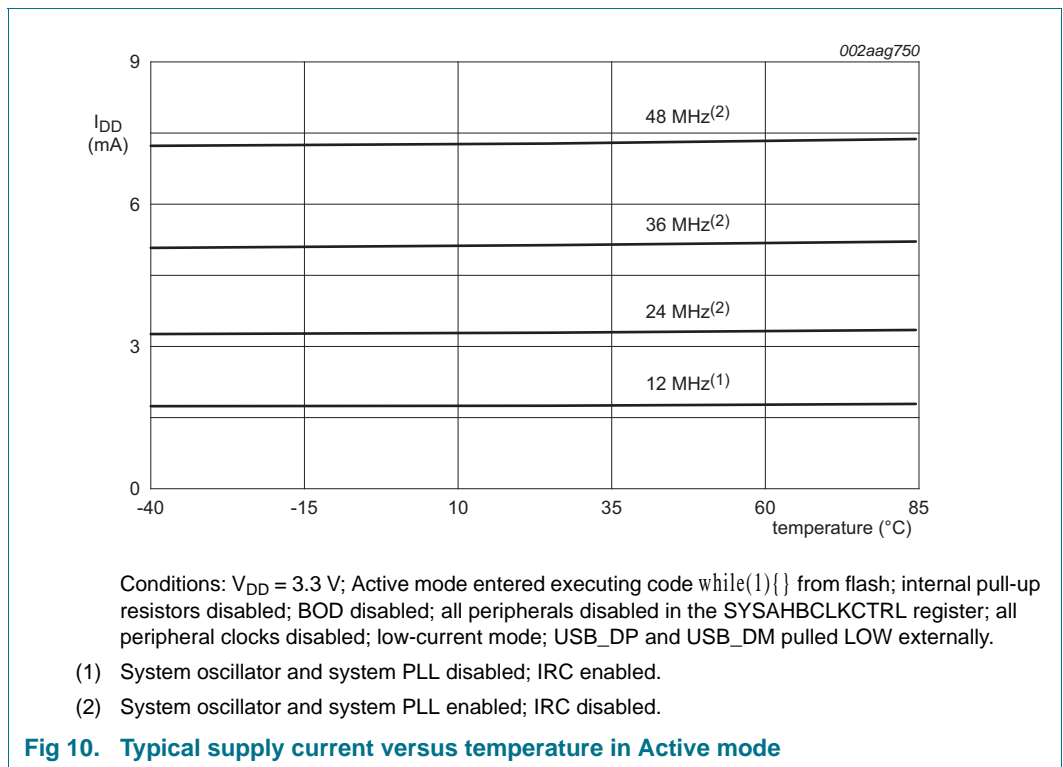 002aag750
9
I_DD
(mA)
48 MHz(2)
6
36 MHz(2)
24 MHz(2)
3
12 MHz(1)
0
-40 -15 10 35 60 85
temperature (°C)
Conditions: V_DD = 3.3 V; Active mode entered executing code while(1){} from flash; internal pull-up
resistors disabled; BOD disabled; all peripherals disabled in the SYSAHBCLKCTRL register; all
peripheral clocks disabled; low-current mode; USB_DP and USB_DM pulled LOW externally.
(1) System oscillator and system PLL disabled; IRC enabled.
(2) System oscillator and system PLL enabled; IRC disabled.
Fig 10. Typical supply current versus temperature in Active mode